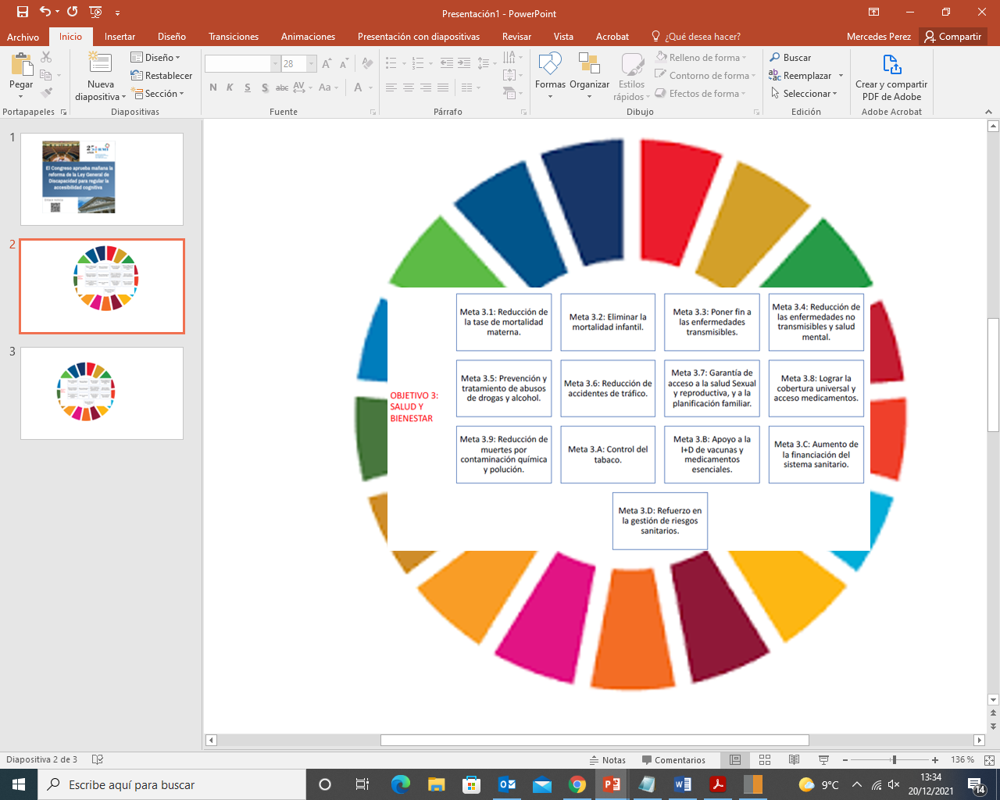 Presentación1 - PowerPoint
Archivo Inicio Insertar Diseño Transiciones Animaciones Presentación con diapositivas Revisar Vista Acrobat ¿Qué desea hacer? Mercedes Perez Compartir
Pegar
Nueva
diapositiva
Diseño
Restablecer
Sección
28
N K S S abc AV Aa A
Formas
Organizar
Estilos
rápidos
Relleno de forma
Contorno de forma
Efectos de forma
Buscar
Reemplazar
Seleccionar
Crear y compartir
PDF de Adobe
Portapapeles Diapositivas Fuente Párrafo Dibujo Edición Adobe Acrobat
1
El Congreso aprueba mañana la
reforma de la Ley General de
Discapacidad para regular la
accesibilidad cognitiva
2
3
OBJETIVO 3:
SALUD Y
BIENESTAR
Meta 3.1: Reducción de
la tase de mortalidad
materna.
Meta 3.2: Eliminar la
mortalidad infantil.
Meta 3.3: Poner fin a
las enfermedades
transmisibles.
Meta 3.4: Reducción de
las enfermedades no
transmisibles y salud
mental.
Meta 3.5: Prevención y
tratamiento de abusos
de drogas y alcohol.
Meta 3.6: Reducción de
accidentes de tráfico.
Meta 3.7: Garantía de
acceso a la salud Sexual
y reproductiva, y a la
planificación familiar.
Meta 3.8: Lograr la
cobertura universal y
acceso medicamentos.
Meta 3.9: Reducción de
muertes por
contaminación química
y polución.
Meta 3.A: Control del
tabaco.
Meta 3.B: Apoyo a la
I+D de vacunas y
medicamentos
esenciales.
Meta 3.C: Aumento de
la financiación del
sistema sanitario.
Meta 3.D: Refuerzo en
la gestión de riesgos
sanitarios.
Diapositiva 2 de 3 Notas Comentarios 136 %
Escribe aquí para buscar
9°C
13:34
20/12/2021
14